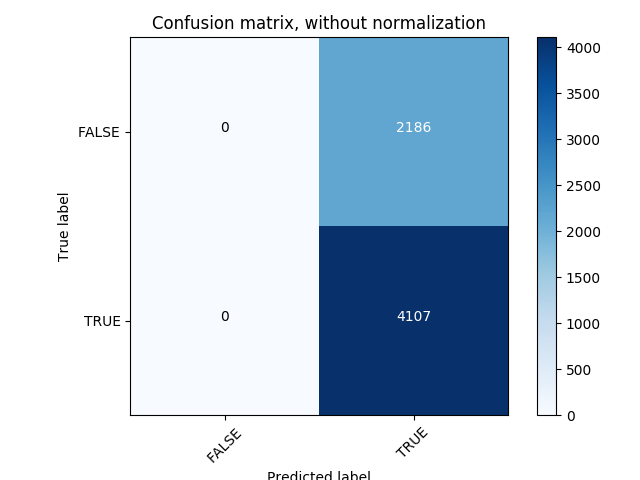 Confusion matrix, without normalization
True label
FALSE
0
2186
TRUE
0
4107
FALSE
TRUE
Predicted label
4000
3500
3000
2500
2000
1500
1000
500
0